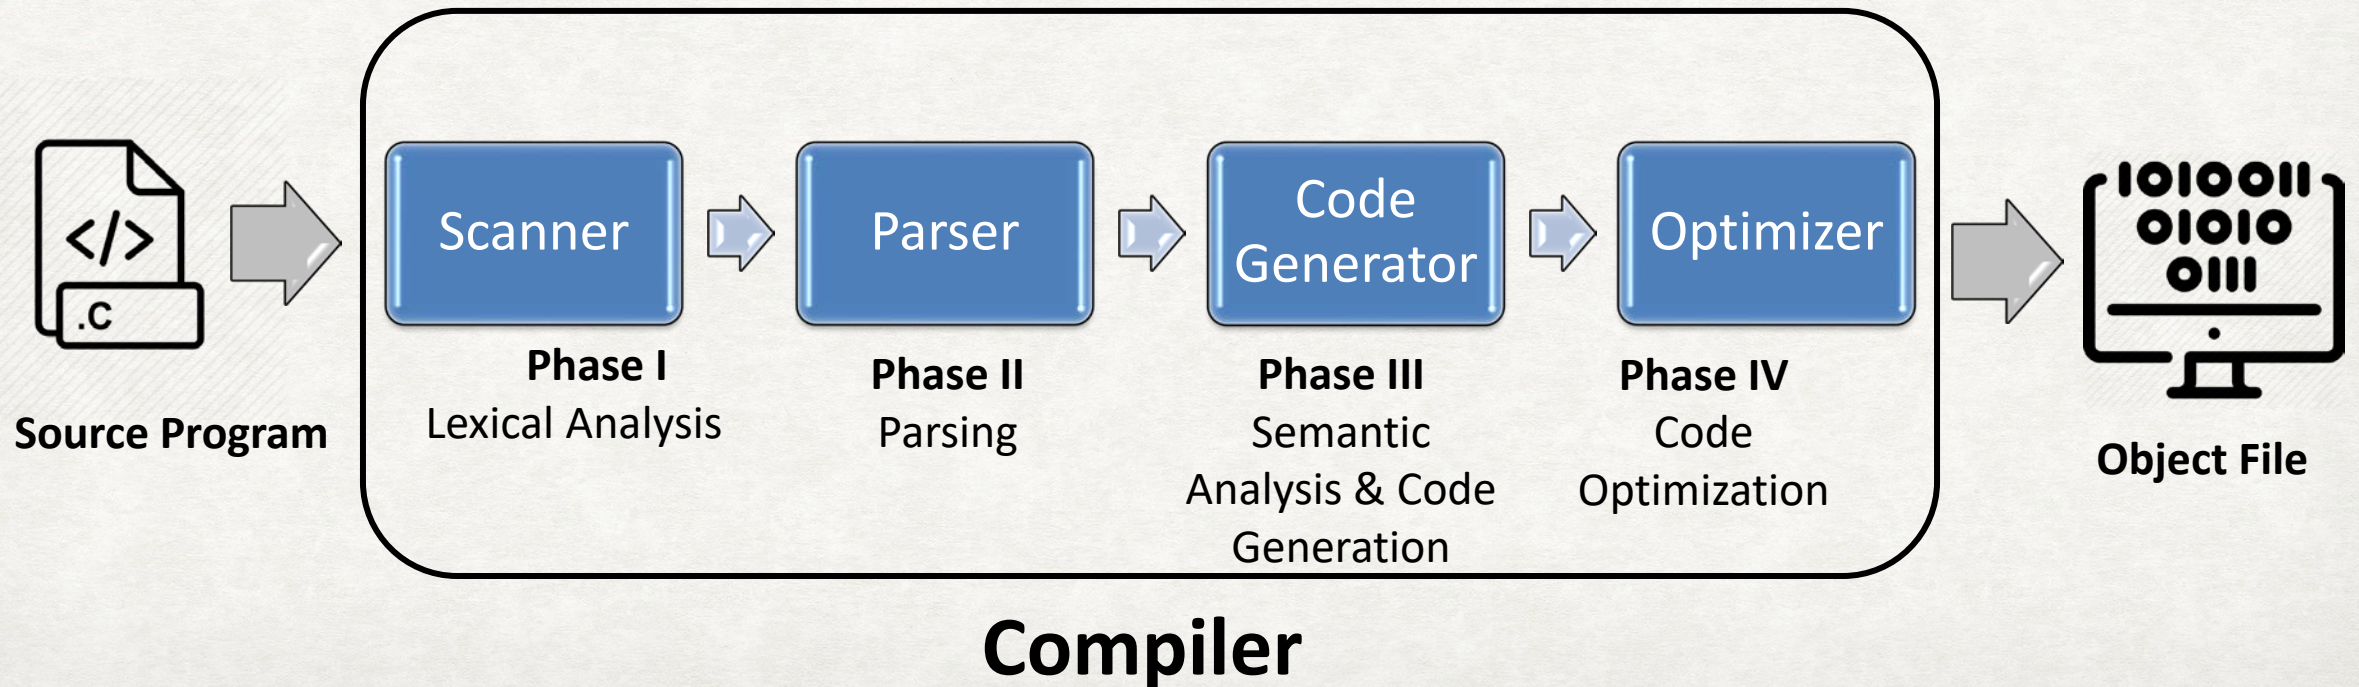 </>
.C
Source Program
Scanner
Phase I
Lexical Analysis
Parser
Phase II
Parsing
Code
Generator
Phase III
Semantic
Analysis & Code
Generation
Optimizer
Phase IV
Code
Optimization
1010011
01010
0111
Object File
Compiler